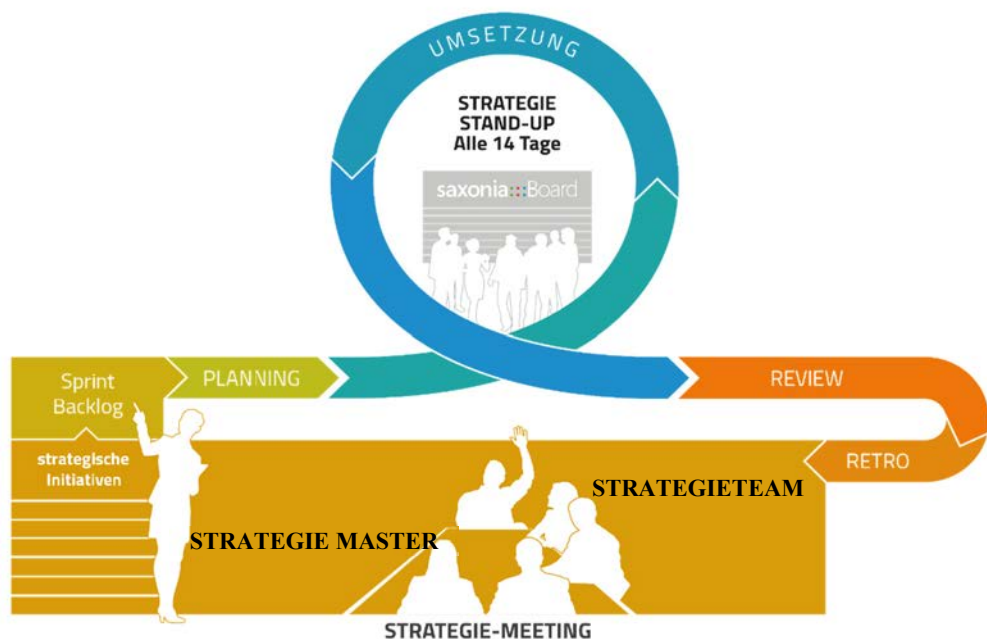 UMSETZUNG
STRATEGIE
STAND-UP
Alle 14 Tage
saxonia:::Board
Sprint
Backlog
PLANNING
REVIEW
strategische
Initiativen
RETRO
STRATEGIETEAM
STRATEGIE MASTER
STRATEGIE-MEETING